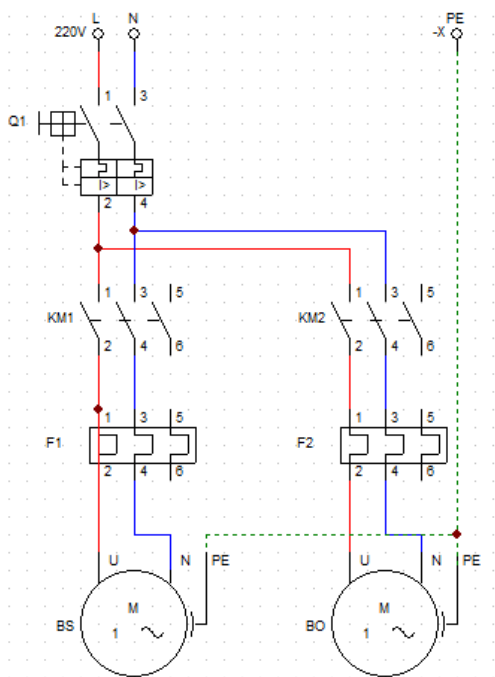 L N PE
220V -X
1 3
Q1
I> I>
2 4
1 3 5 1 3 5
KM1 KM2
2 4 6 2 4 6
1 3 5 1 3 5
F1 F2
2 4 6 2 4 6
U N PE U N PE
M M
BS 1 BO 1